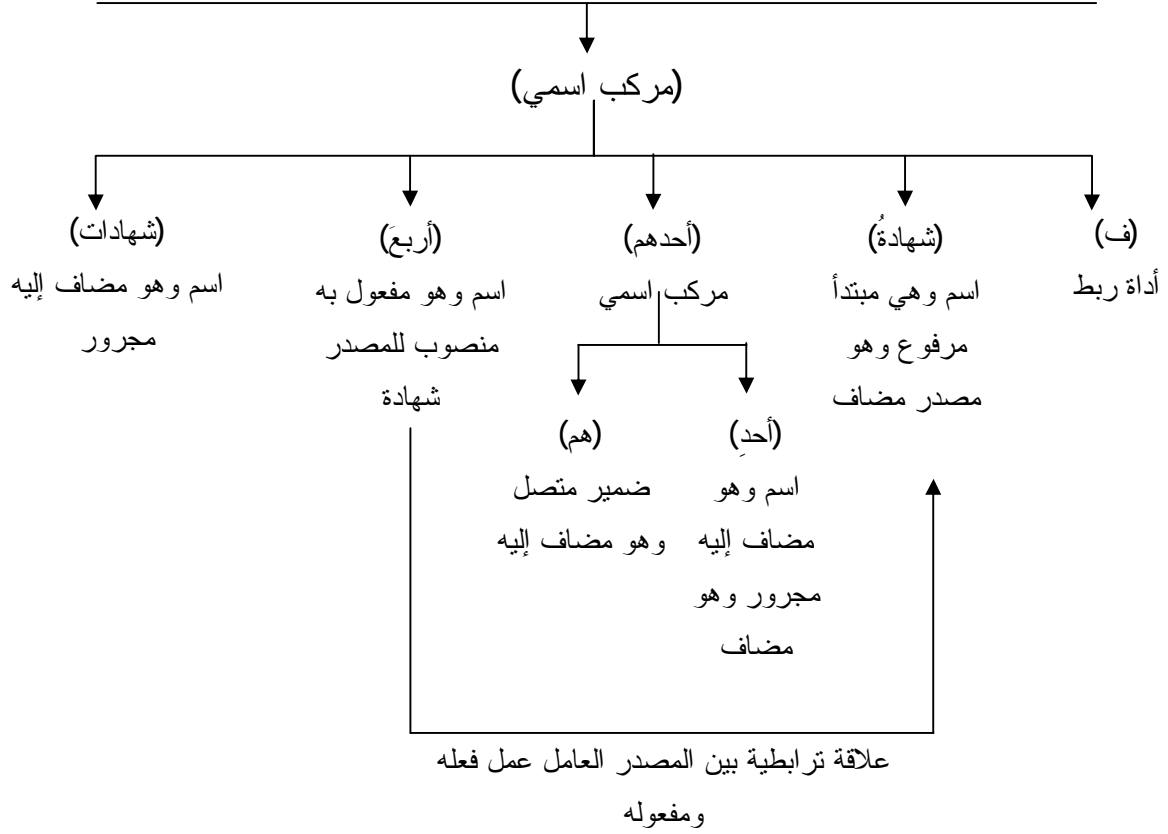 (مركب اسمي)
(ف)
أداة ربط
(شهادةُ)
اسم وهي مبتدأ
مرفوع وهو
مصدر مضاف
(أحدهم)
مركب اسمي
(أحدِ)
اسم وهو
مضاف إليه
مجرور وهو
مضاف
(هم)
ضمير متصل
وهو مضاف إليه
(أربعَ)
اسم وهو مفعول به
منصوب للمصدر
شهادة
(شهادات)
اسم وهو مضاف إليه
مجرور
علاقة ترابطية بين المصدر العامل عمل فعله
ومفعوله